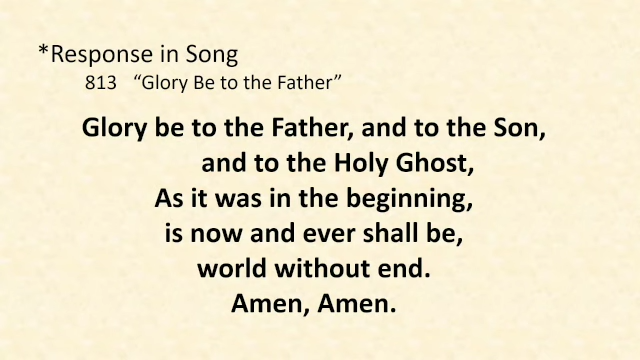 *Response in Song
813 “Glory Be to the Father”
Glory be to the Father, and to the Son,
and to the Holy Ghost,
As it was in the beginning,
is now and ever shall be,
world without end.
Amen, Amen.